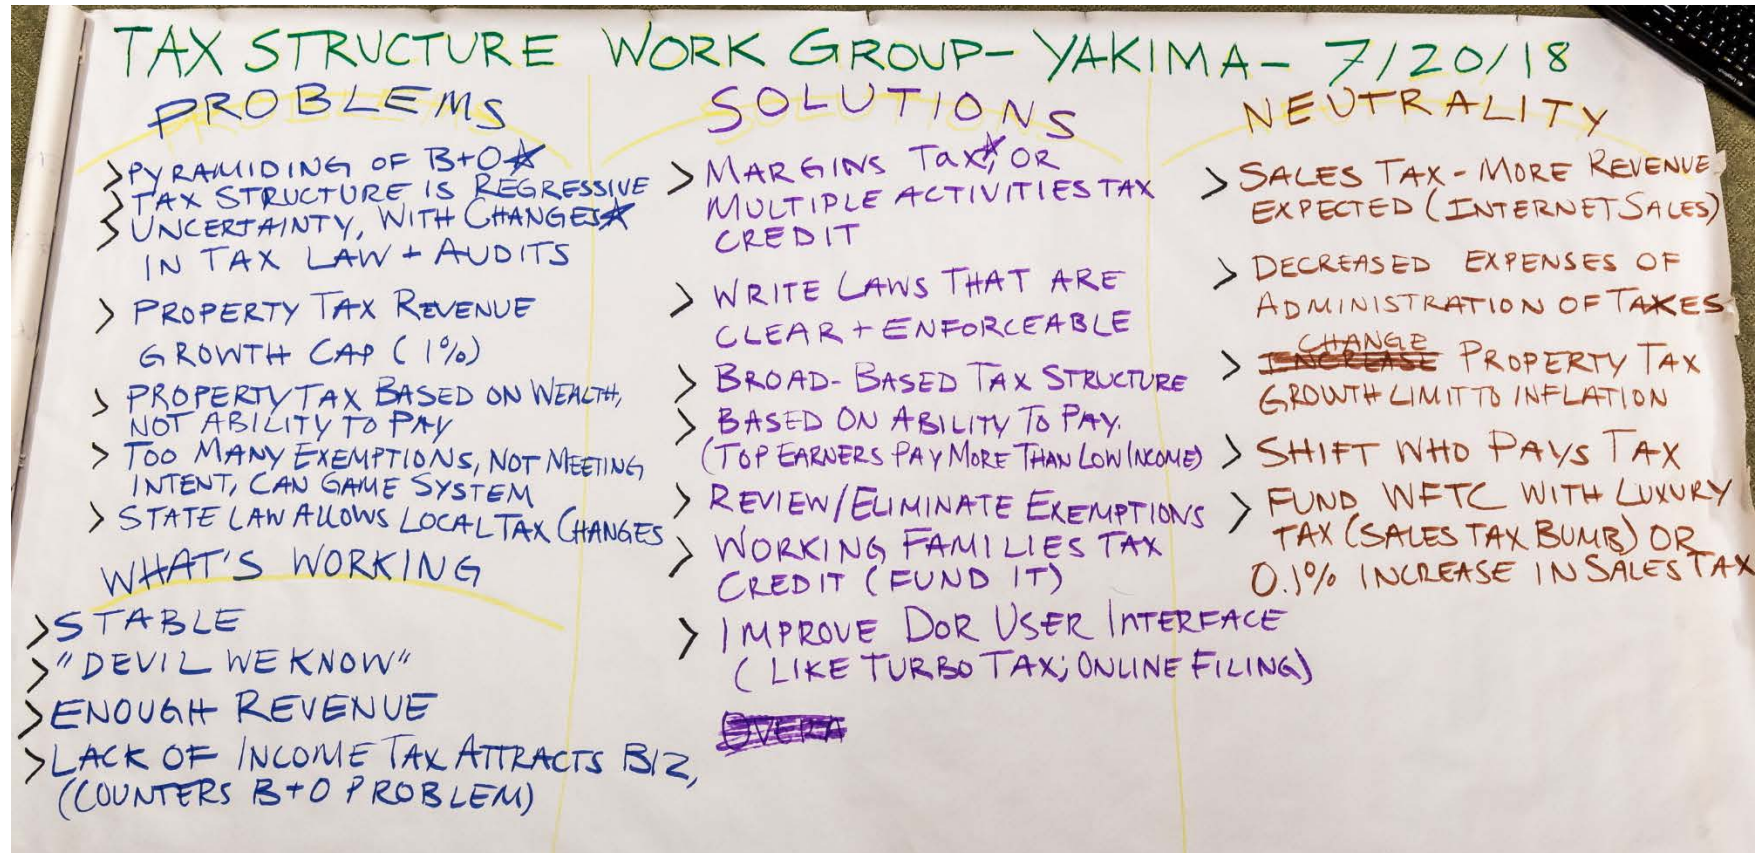 TAX STRUCTURE WORK GROUP- YAKIMA- 7/20/18
PROBLEMS
>PYRAMIDING OF B+O☆
>TAX STRUCTURE IS REGRESSIVE
>UNCERTAINTY, WITH CHANGES☆
IN TAX LAW + AUDITS
> PROPERTY TAX REVENUE
GROWTH CAP (1%)
> PROPERTY TAX BASED ON WEALTH,
NOT ABILITY TO PAY
> TOO MANY EXEMPTIONS, NOT MEETING
INTENT, CAN GAME SYSTEM
> STATE LAW ALLOWS LOCAL TAX CHANGES
WHAT'S WORKING
>STABLE
>"DEVIL WE KNOW"
>ENOUGH REVENUE
>LACK OF INCOME TAX ATTRACTS BIZ,
(COUNTERS B+O PROBLEM)
SOLUTIONS
> MARGINS TAX☆, OR
MULTIPLE ACTIVITIES TAX
CREDIT
> WRITE LAWS THAT ARE
CLEAR + ENFORCEABLE
> BROAD-BASED TAX STRUCTURE
> BASED ON ABILITY TO PAY.
(TOP EARNERS PAY MORE THAN LOW INCOME)
> REVIEW/ELIMINATE EXEMPTIONS
> WORKING FAMILIES TAX
CREDIT (FUND IT)
> IMPROVE DOR USER INTERFACE
(LIKE TURBO TAX; ONLINE FILING)
OVERA
NEUTRALITY
> SALES TAX - MORE REVENUE
EXPECTED (INTERNET SALES)
> DECREASED EXPENSES OF
ADMINISTRATION OF TAXES
CHANGE
> INCREASE PROPERTY TAX
GROWTH LIMIT TO INFLATION
> SHIFT WHO PAYS TAX
> FUND WFTC WITH LUXURY
TAX (SALES TAX BUMB) OR
0.1% INCREASE IN SALES TAX